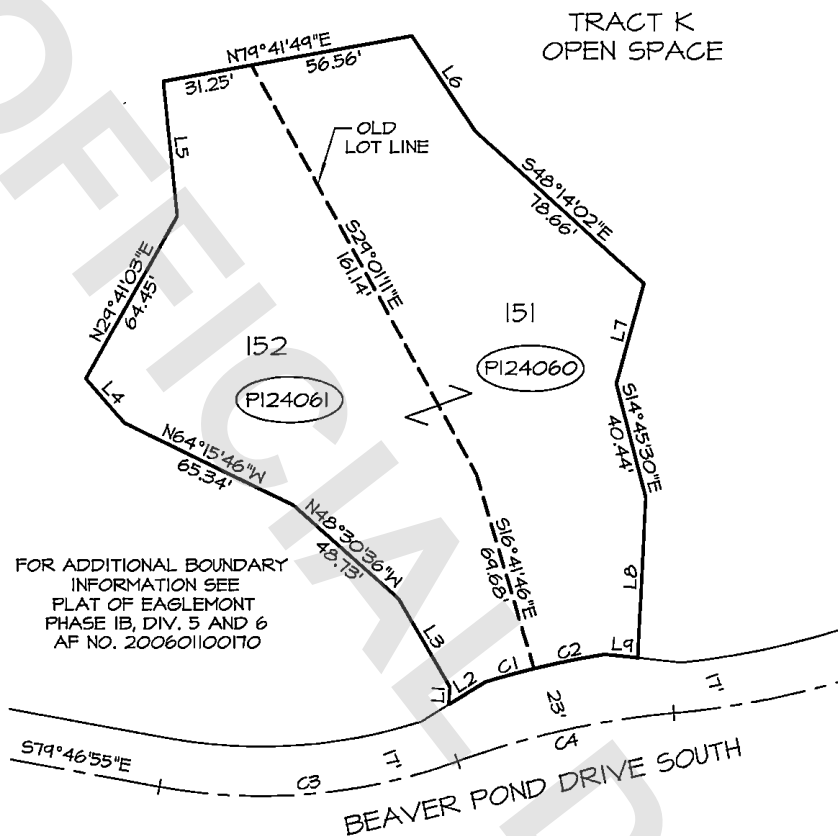 TRACT K
OPEN SPACE
N79°41'49"E
31.25'
56.56'
L6
OLD
LOT LINE
L5
S48°14'02"E
78.66'
S29°01'11"E
161.14'
N29°41'03"E
64.45'
151
L7
152
P124060
P124061
L4
S14°45'30"E
40.44'
N64°15'46"W
65.34'
N48°30'36"W
48.73'
S16°41'46"E
69.68'
FOR ADDITIONAL BOUNDARY
INFORMATION SEE
PLAT OF EAGLEMONT
PHASE 1B, DIV. 5 AND 6
AF NO. 200601100170
L8
L3
L9
C2
C1
L2
L1
23'
17'
C4
S79°46'55"E
17'
C3
BEAVER POND DRIVE SOUTH